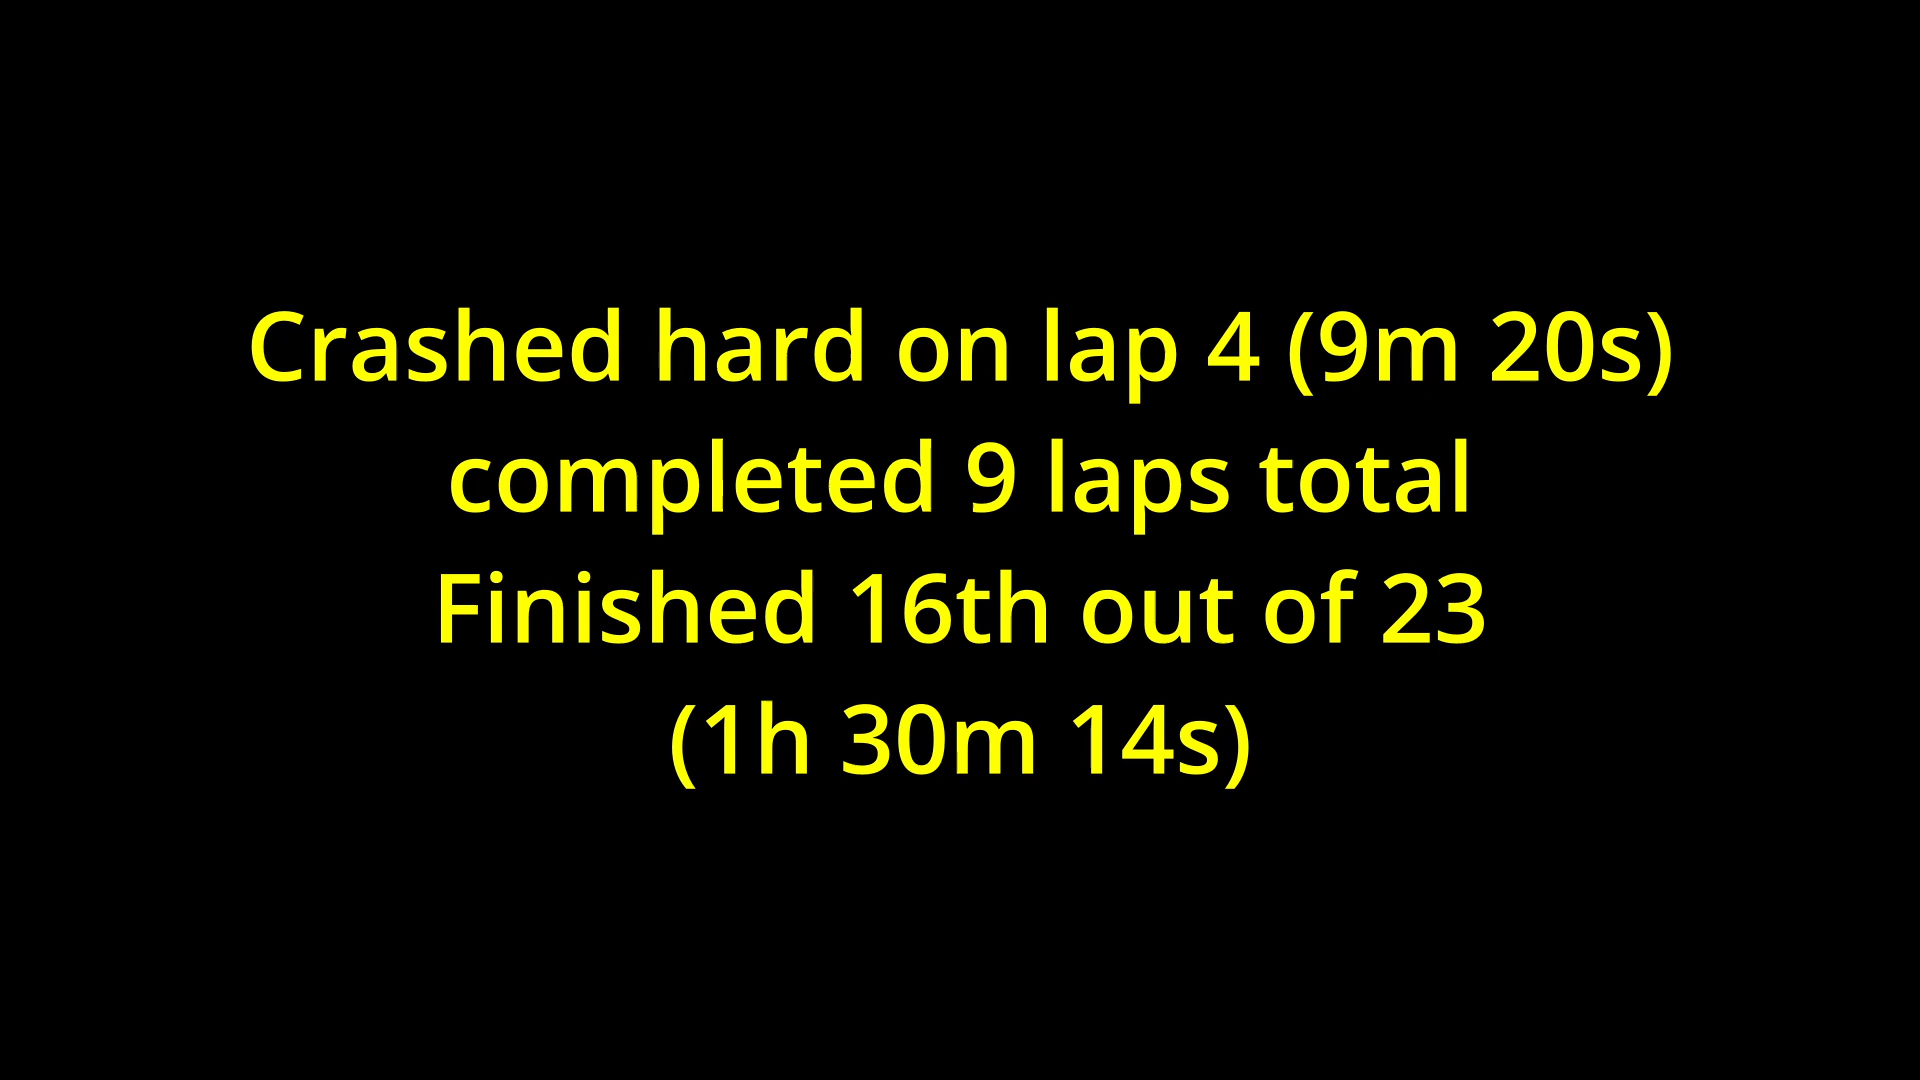 Crashed hard on lap 4 (9m 20s)
completed 9 laps total
Finished 16th out of 23
(1h 30m 14s)